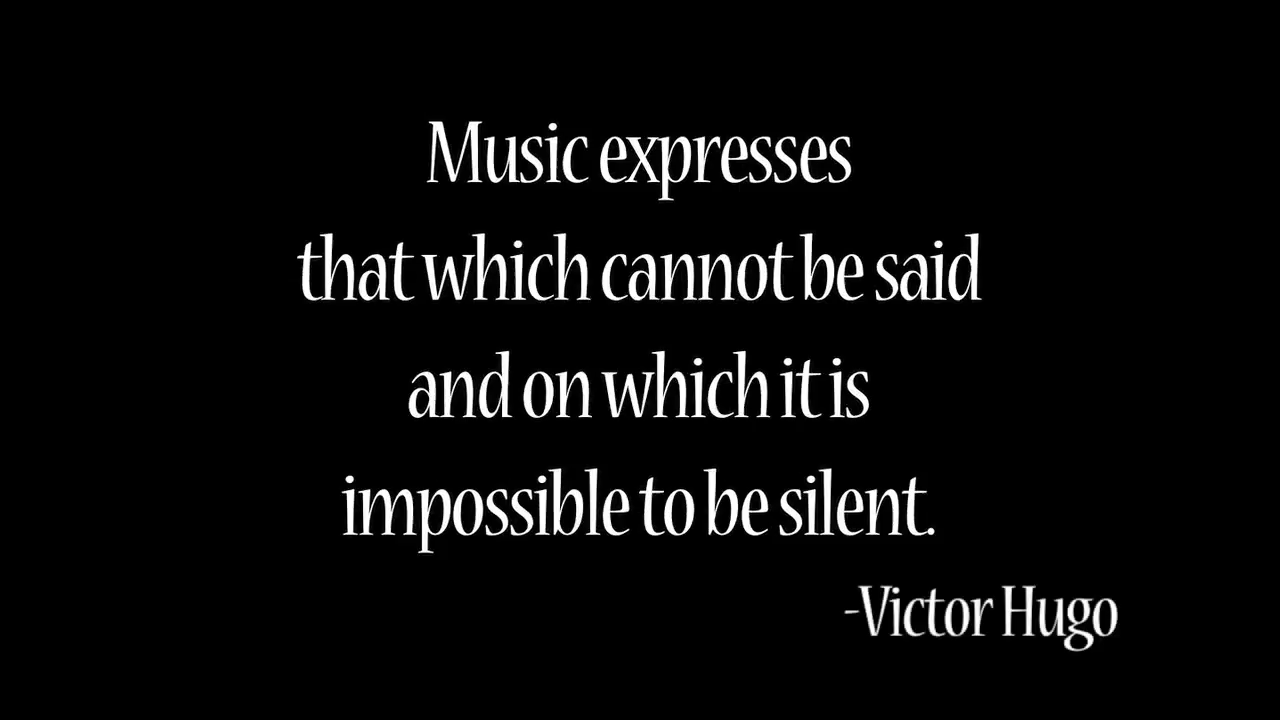 Music expresses
that which cannot be said
and on which it is
impossible to be silent.
-Victor Hugo